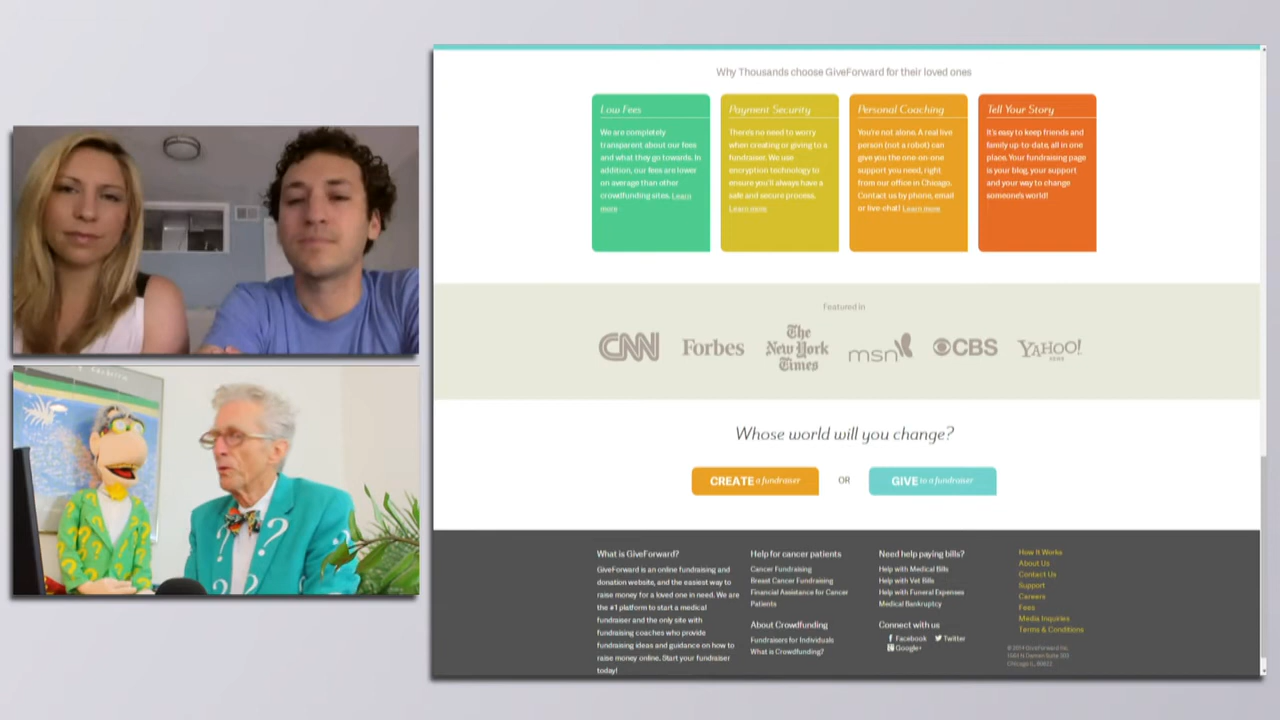 Why Thousands choose GiveForward for their loved ones
Low Fees
We are completely
transparent about our fees
and what they go towards. In
addition, our fees are lower
on average than other
crowdfunding sites. Learn
more
Payment Security
There's no need to worry
when creating or giving to a
fundraiser. We use
encryption technology to
ensure you'll always have a
safe and secure process.
Learn more
Personal Coaching
You're not alone. A real live
person (not a robot) can
give you the one-on-one
support you need, right
from our office in Chicago.
Contact us by phone, email
or live-chat! Learn more
Tell Your Story
It's easy to keep friends and
family up-to-date, all in one
place. Your fundraising page
is your blog, your support
and your way to change
someone's world!
Featured in
CNN
Forbes
The
New York
Times
msn
CBS
YAHOO!
NEWS
Whose world will you change?
CREATE a fundraiser
OR
GIVE to a fundraiser
What is GiveForward?
GiveForward is an online fundraising and
donation website, and the easiest way to
raise money for a loved one in need. We are
the #1 platform to start a medical
fundraiser and the only site with
fundraising coaches who provide
fundraising ideas and guidance on how to
raise money online. Start your fundraiser
today!
Help for cancer patients
Cancer Fundraising
Breast Cancer Fundraising
Financial Assistance for Cancer
Patients
About Crowdfunding
Fundraisers for Individuals
What is Crowdfunding?
Need help paying bills?
Help with Medical Bills
Help with Vet Bills
Help with Funeral Expenses
Medical Bankruptcy
Connect with us
Facebook
Twitter
Google+
How It Works
About Us
Contact Us
Support
Careers
Fees
Media Inquiries
Terms & Conditions
© 2014 GiveForward Inc.